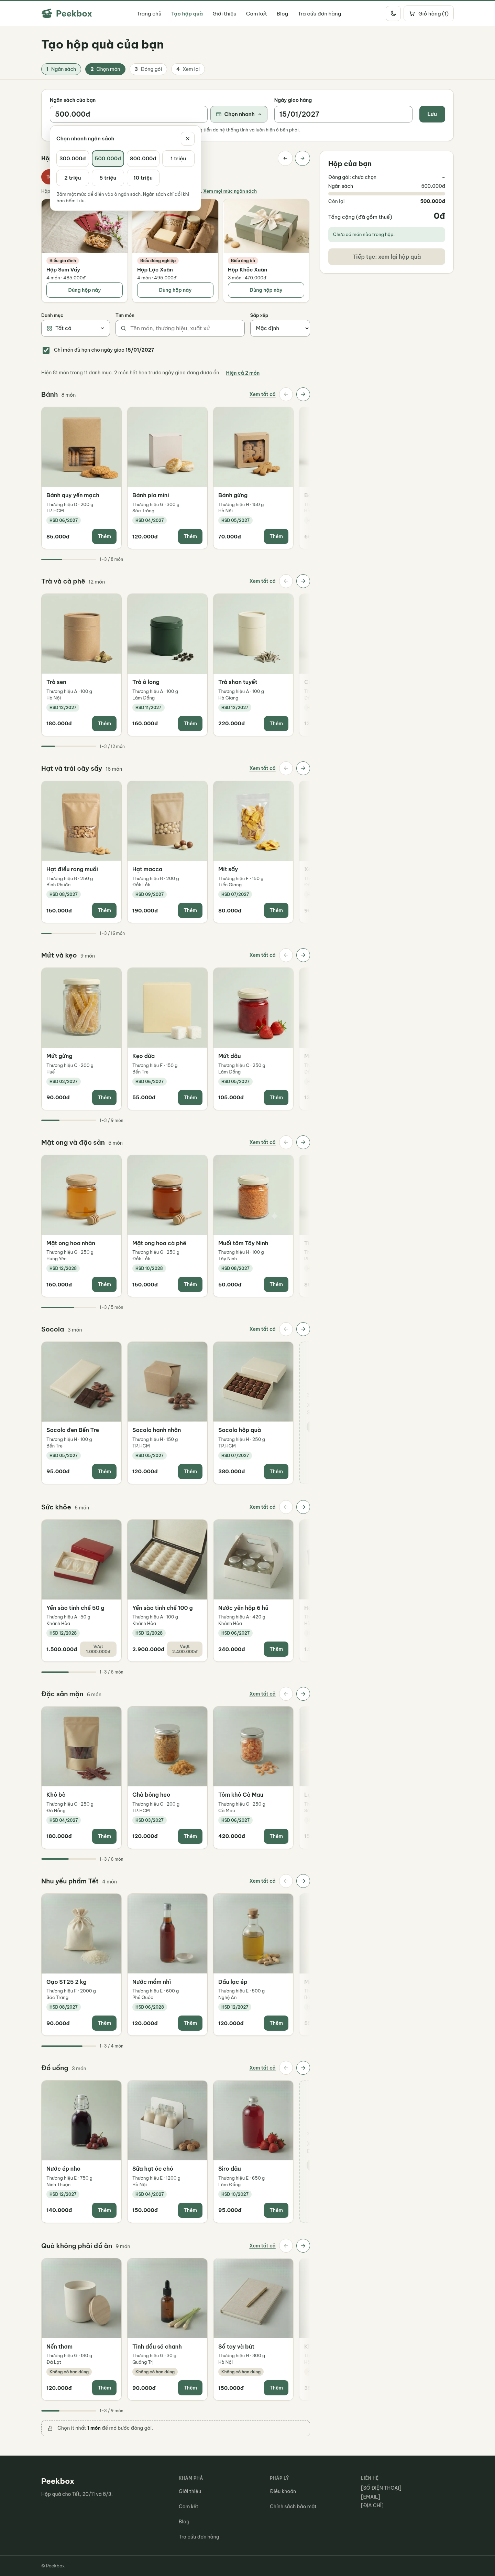 Peekbox
Trang chủ
Tạo hộp quà
Giới thiệu
Cam kết
Blog
Tra cứu đơn hàng
Giỏ hàng (1)
Tạo hộp quà của bạn
1 Ngân sách
2 Chọn món
3 Đóng gói
4 Xem lại
Ngân sách của bạn
500.000đ
Chọn nhanh
Ngày giao hàng
15/01/2027
Lưu
Chọn nhanh ngân sách
300.000đ
500.000đ
800.000đ
1 triệu
2 triệu
5 triệu
10 triệu
Bấm một mức để điền vào ô ngân sách. Ngân sách chỉ đổi khi
bạn bấm Lưu.
Xem mọi mức ngân sách
Biếu gia đình
Hộp Sum Vầy
4 món · 485.000đ
Dùng hộp này
Biếu đồng nghiệp
Hộp Lộc Xuân
4 món · 495.000đ
Dùng hộp này
Biếu ông bà
Hộp Khỏe Xuân
3 món · 470.000đ
Dùng hộp này
Hộp của bạn
Đóng gói: chưa chọn
–
Ngân sách
500.000đ
Còn lại
500.000đ
Tổng cộng (đã gồm thuế)
0đ
Chưa có món nào trong hộp.
Tiếp tục: xem lại hộp quà
Danh mục
Tất cả
Tìm món
Tên món, thương hiệu, xuất xứ
Sắp xếp
Mặc định
Chỉ món đủ hạn cho ngày giao 15/01/2027
Hiện 81 món trong 11 danh mục. 2 món hết hạn trước ngày giao đang được ẩn.
Hiện cả 2 món
Bánh 8 món
Xem tất cả
Bánh quy yến mạch
Thương hiệu D · 200 g
TP.HCM
HSD 06/2027
85.000đ
Thêm
Bánh pía mini
Thương hiệu G · 300 g
Sóc Trăng
HSD 04/2027
120.000đ
Thêm
Bánh gừng
Thương hiệu H · 150 g
Hà Nội
HSD 05/2027
70.000đ
Thêm
1–3 / 8 món
Trà và cà phê 12 món
Xem tất cả
Trà sen
Thương hiệu A · 100 g
Hà Nội
HSD 12/2027
180.000đ
Thêm
Trà ô long
Thương hiệu A · 100 g
Lâm Đồng
HSD 11/2027
160.000đ
Thêm
Trà shan tuyết
Thương hiệu A · 100 g
Hà Giang
HSD 12/2027
220.000đ
Thêm
1–3 / 12 món
Hạt và trái cây sấy 16 món
Xem tất cả
Hạt điều rang muối
Thương hiệu B · 250 g
Bình Phước
HSD 08/2027
150.000đ
Thêm
Hạt macca
Thương hiệu B · 200 g
Đắk Lắk
HSD 09/2027
190.000đ
Thêm
Mít sấy
Thương hiệu F · 150 g
Tiền Giang
HSD 07/2027
80.000đ
Thêm
1–3 / 16 món
Mứt và kẹo 9 món
Xem tất cả
Mứt gừng
Thương hiệu C · 200 g
Huế
HSD 03/2027
90.000đ
Thêm
Kẹo dừa
Thương hiệu F · 150 g
Bến Tre
HSD 06/2027
55.000đ
Thêm
Mứt dâu
Thương hiệu C · 250 g
Lâm Đồng
HSD 05/2027
105.000đ
Thêm
1–3 / 9 món
Mật ong và đặc sản 5 món
Xem tất cả
Mật ong hoa nhãn
Thương hiệu G · 250 g
Hưng Yên
HSD 12/2028
160.000đ
Thêm
Mật ong hoa cà phê
Thương hiệu G · 250 g
Đắk Lắk
HSD 10/2028
150.000đ
Thêm
Muối tôm Tây Ninh
Thương hiệu H · 100 g
Tây Ninh
HSD 08/2027
50.000đ
Thêm
1–3 / 5 món
Socola 3 món
Xem tất cả
Socola đen Bến Tre
Thương hiệu H · 100 g
Bến Tre
HSD 05/2027
95.000đ
Thêm
Socola hạnh nhân
Thương hiệu H · 150 g
TP.HCM
HSD 05/2027
120.000đ
Thêm
Socola hộp quà
Thương hiệu H · 250 g
TP.HCM
HSD 07/2027
380.000đ
Thêm
Sức khỏe 6 món
Xem tất cả
Yến sào tinh chế 50 g
Thương hiệu A · 50 g
Khánh Hòa
HSD 12/2028
1.500.000đ
Vượt
1.000.000đ
Yến sào tinh chế 100 g
Thương hiệu A · 100 g
Khánh Hòa
HSD 12/2028
2.900.000đ
Vượt
2.400.000đ
Nước yến hộp 6 hũ
Thương hiệu A · 420 g
Khánh Hòa
HSD 06/2027
240.000đ
Thêm
1–3 / 6 món
Đặc sản mặn 6 món
Xem tất cả
Khô bò
Thương hiệu G · 250 g
Đà Nẵng
HSD 04/2027
180.000đ
Thêm
Chà bông heo
Thương hiệu G · 200 g
TP.HCM
HSD 03/2027
120.000đ
Thêm
Tôm khô Cà Mau
Thương hiệu G · 250 g
Cà Mau
HSD 06/2027
420.000đ
Thêm
1–3 / 6 món
Nhu yếu phẩm Tết 4 món
Xem tất cả
Gạo ST25 2 kg
Thương hiệu F · 2000 g
Sóc Trăng
HSD 08/2027
90.000đ
Thêm
Nước mắm nhĩ
Thương hiệu E · 600 g
Phú Quốc
HSD 06/2028
120.000đ
Thêm
Dầu lạc ép
Thương hiệu E · 500 g
Nghệ An
HSD 12/2027
120.000đ
Thêm
1–3 / 4 món
Đồ uống 3 món
Xem tất cả
Nước ép nho
Thương hiệu E · 750 g
Ninh Thuận
HSD 12/2027
140.000đ
Thêm
Sữa hạt óc chó
Thương hiệu E · 1200 g
Hà Nội
HSD 04/2027
150.000đ
Thêm
Siro dâu
Thương hiệu E · 650 g
Lâm Đồng
HSD 10/2027
95.000đ
Thêm
Quà không phải đồ ăn 9 món
Xem tất cả
Nến thơm
Thương hiệu G · 180 g
Đà Lạt
Không có hạn dùng
120.000đ
Thêm
Tinh dầu sả chanh
Thương hiệu G · 30 g
Quảng Trị
Không có hạn dùng
90.000đ
Thêm
Sổ tay và bút
Thương hiệu H · 300 g
Hà Nội
Không có hạn dùng
150.000đ
Thêm
1–3 / 9 món
Chọn ít nhất 1 món để mở bước đóng gói.
Peekbox
Hộp quà cho Tết, 20/11 và 8/3.
KHÁM PHÁ
Giới thiệu
Cam kết
Blog
Tra cứu đơn hàng
PHÁP LÝ
Điều khoản
Chính sách bảo mật
LIÊN HỆ
[SỐ ĐIỆN THOẠI]
[EMAIL]
[ĐỊA CHỈ]
© Peekbox